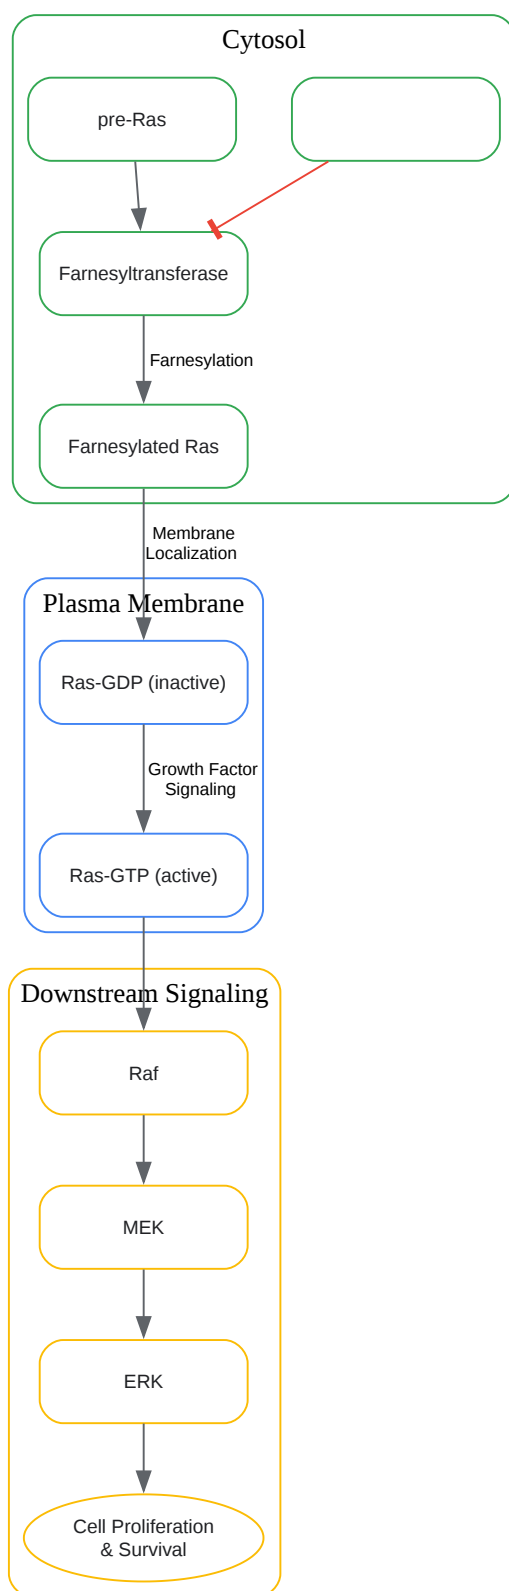 Cytosol
pre-Ras
Farnesyltransferase
Farnesylation
Farnesylated Ras
Membrane
Localization
Plasma Membrane
Ras-GDP (inactive)
Growth Factor
Signaling
Ras-GTP (active)
Downstream Signaling
Raf
MEK
ERK
Cell Proliferation
& Survival